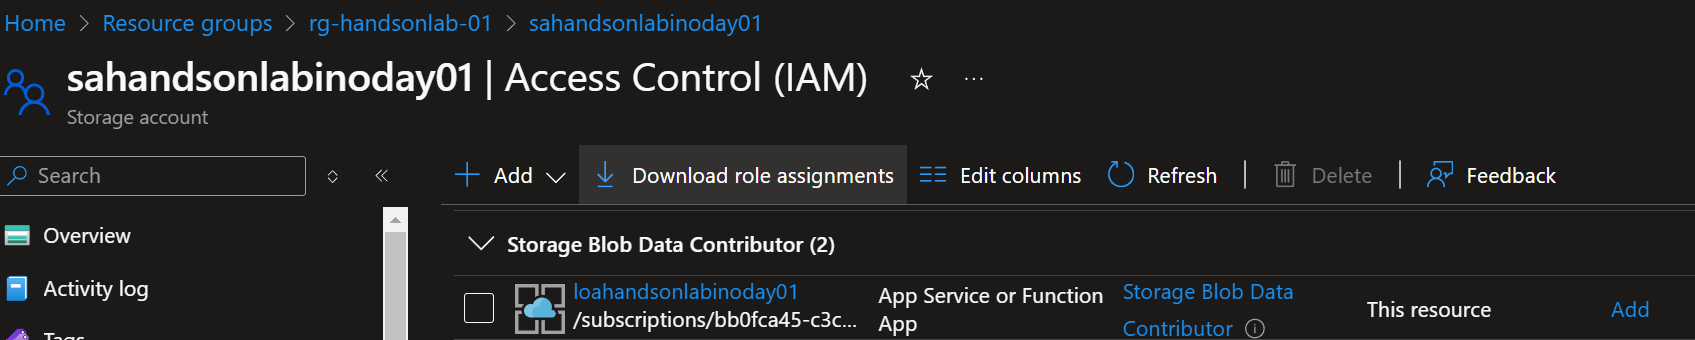 Home > Resource groups > rg-handsonlab-01 > sahandsonlabinoday01
sahandsonlabinoday01 | Access Control (IAM)
Storage account
Search
Add
Download role assignments
Edit columns
Refresh
Delete
Feedback
Overview
Activity log
Tags
Storage Blob Data Contributor (2)
loahandsonlabinoday01
/subscriptions/bb0fca45-c3c...
App Service or Function
App
Storage Blob Data
Contributor
This resource
Add